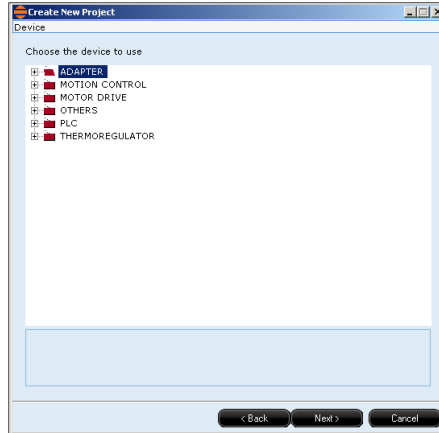 Create New Project
Device
Choose the device to use
ADAPTER
MOTION CONTROL
MOTOR DRIVE
OTHERS
PLC
THERMOREGULATOR
< Back
Next >
Cancel